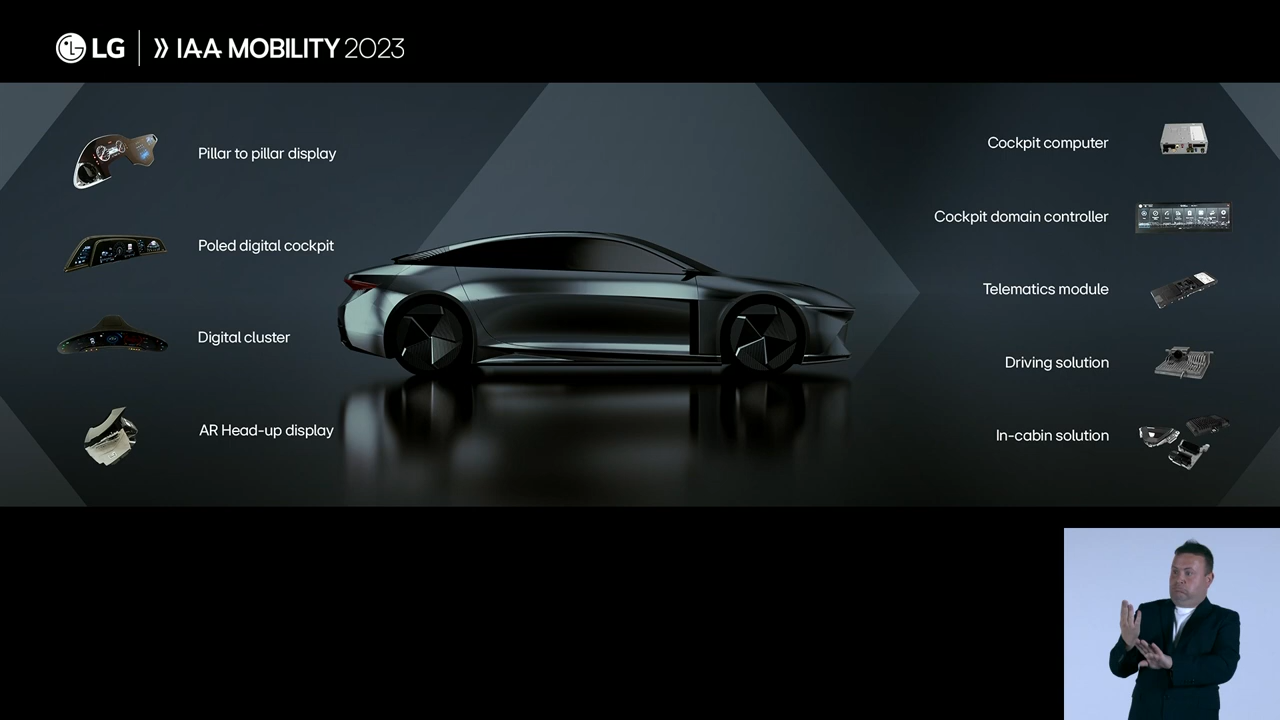 LG
IAA MOBILITY 2023
Pillar to pillar display
Poled digital cockpit
Digital cluster
AR Head-up display
Cockpit computer
Cockpit domain controller
Telematics module
Driving solution
In-cabin solution